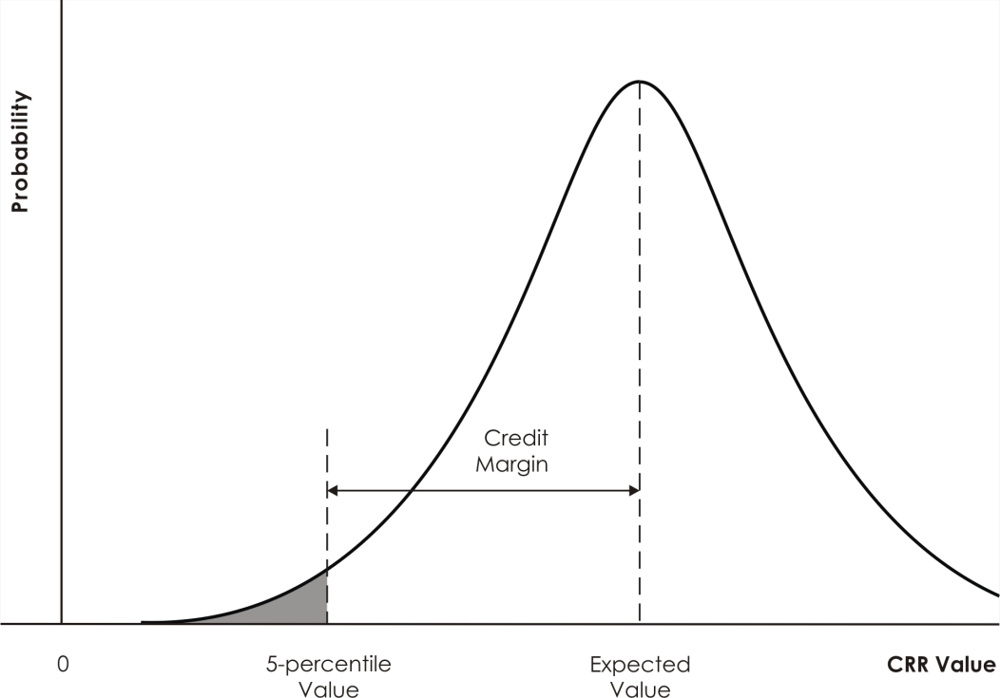 Probability
Credit
Margin
0
5-percentile
Value
Expected
Value
CRR Value